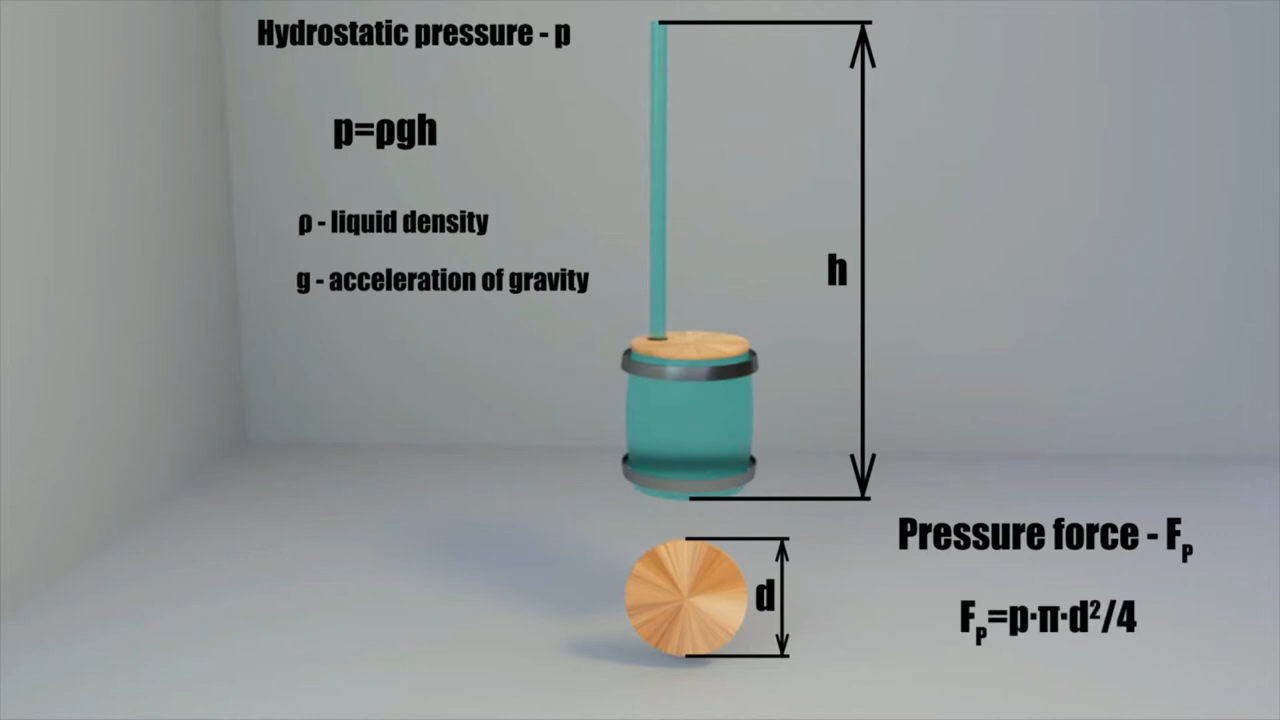 Hydrostatic pressure - p
p=ρgh
ρ - liquid density
g - acceleration of gravity
h
d
Pressure force - Fₚ
Fₚ=p·π·d²/4